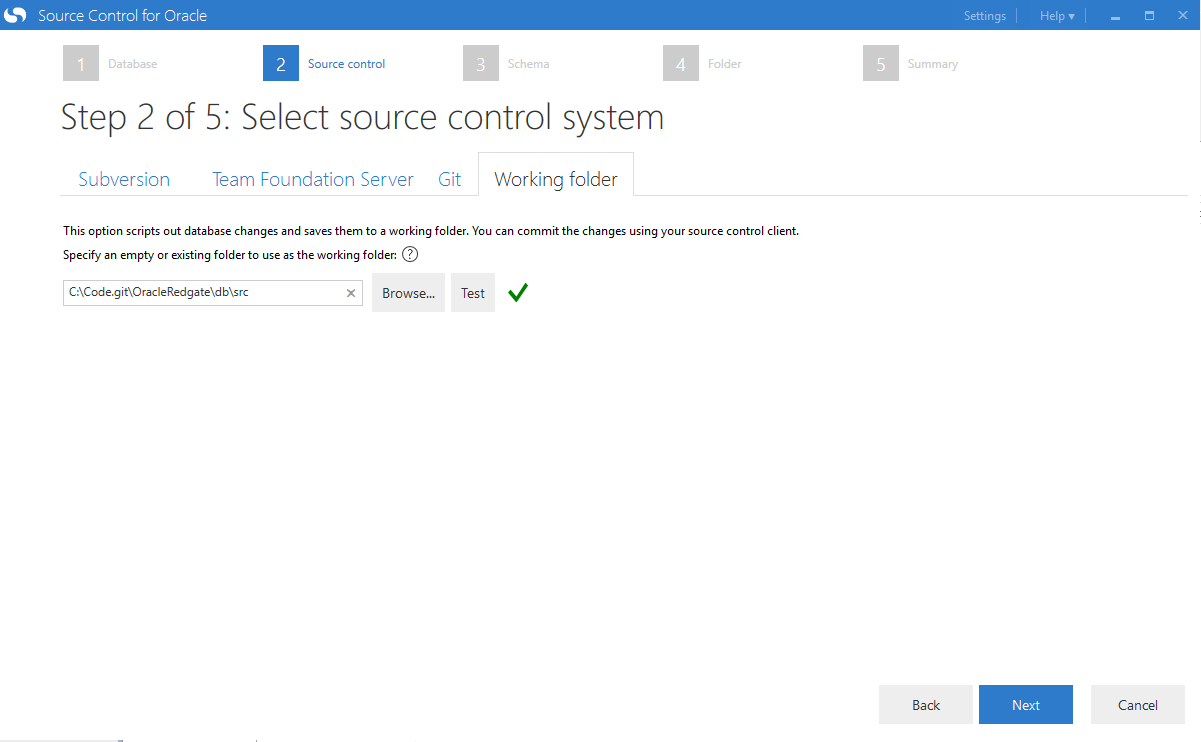 Source Control for Oracle Settings Help
1 Database 2 Source control 3 Schema 4 Folder 5 Summary
Step 2 of 5: Select source control system
Subversion Team Foundation Server Git Working folder
This option scripts out database changes and saves them to a working folder. You can commit the changes using your source control client.
Specify an empty or existing folder to use as the working folder: ?
C:\Code.git\OracleRedgate\db\src Browse... Test
Back Next Cancel